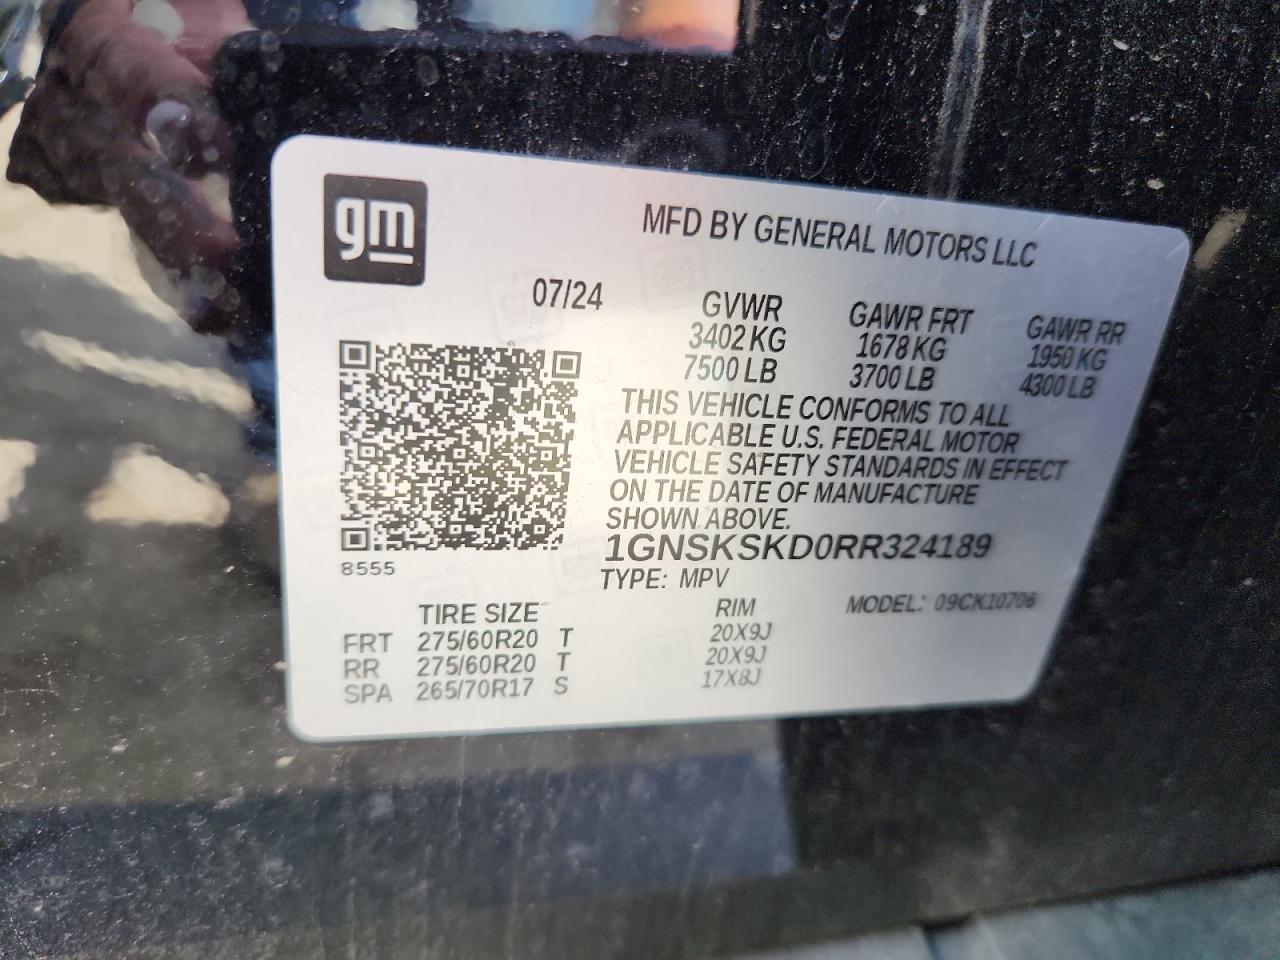 gm
MFD BY GENERAL MOTORS LLC
07/24
GVWR GAWR FRT GAWR RR
3402 KG 1678 KG 1950 KG
7500 LB 3700 LB 4300 LB
THIS VEHICLE CONFORMS TO ALL
APPLICABLE U.S. FEDERAL MOTOR
VEHICLE SAFETY STANDARDS IN EFFECT
ON THE DATE OF MANUFACTURE
SHOWN ABOVE.
1GNSKSKD0RR324189
8555
TYPE: MPV
MODEL: 09CK10706
TIRE SIZE RIM
FRT 275/60R20 T 20X9J
RR 275/60R20 T 20X9J
SPA 265/70R17 S 17X8J